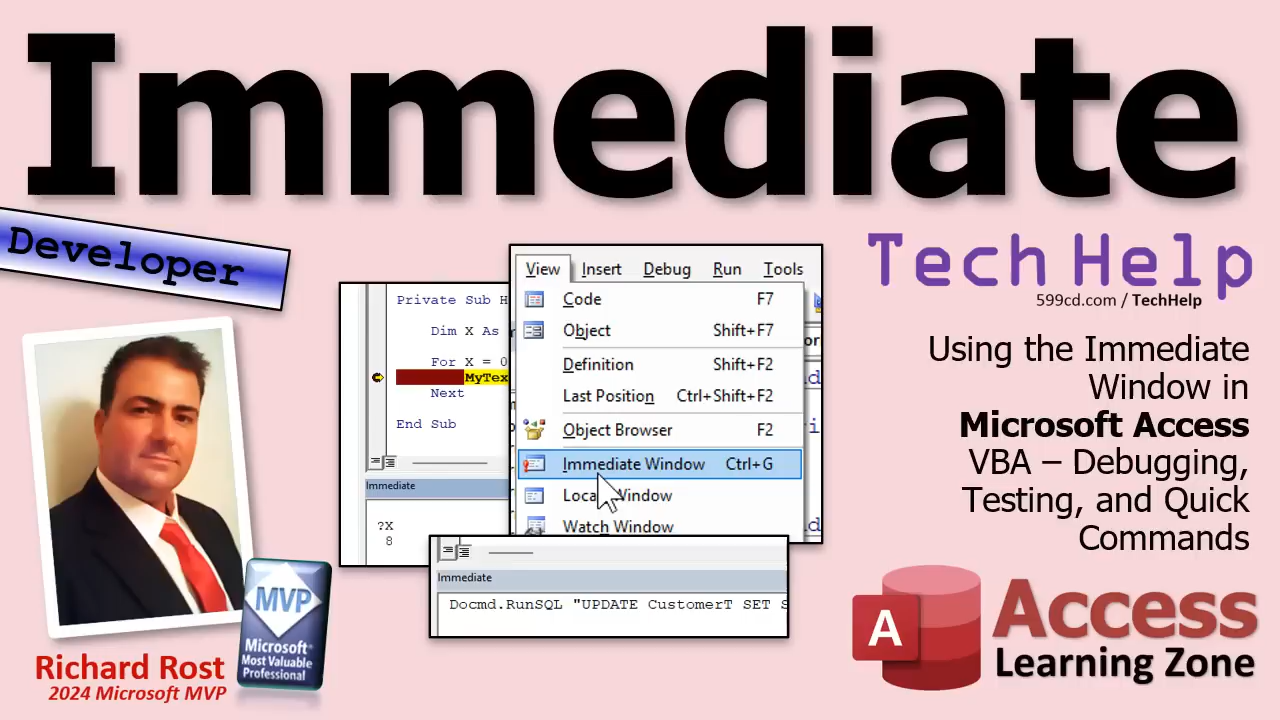 Immediate
Developer
Tech Help
599cd.com / TechHelp
Using the Immediate
Window in
Microsoft Access
VBA – Debugging,
Testing, and Quick
Commands
Private Sub H
Dim X As
For X = 0
MyTex
Next
End Sub
Immediate
?X
8
View Insert Debug Run Tools
Code F7
Object Shift+F7
Definition Shift+F2
Last Position Ctrl+Shift+F2
Object Browser F2
Immediate Window Ctrl+G
Window
Watch Window
Immediate
Docmd.RunSQL "UPDATE CustomerT SET S
MVP
Microsoft®
Most Valuable
Professional
Richard Rost
2024 Microsoft MVP
A
Access
Learning Zone